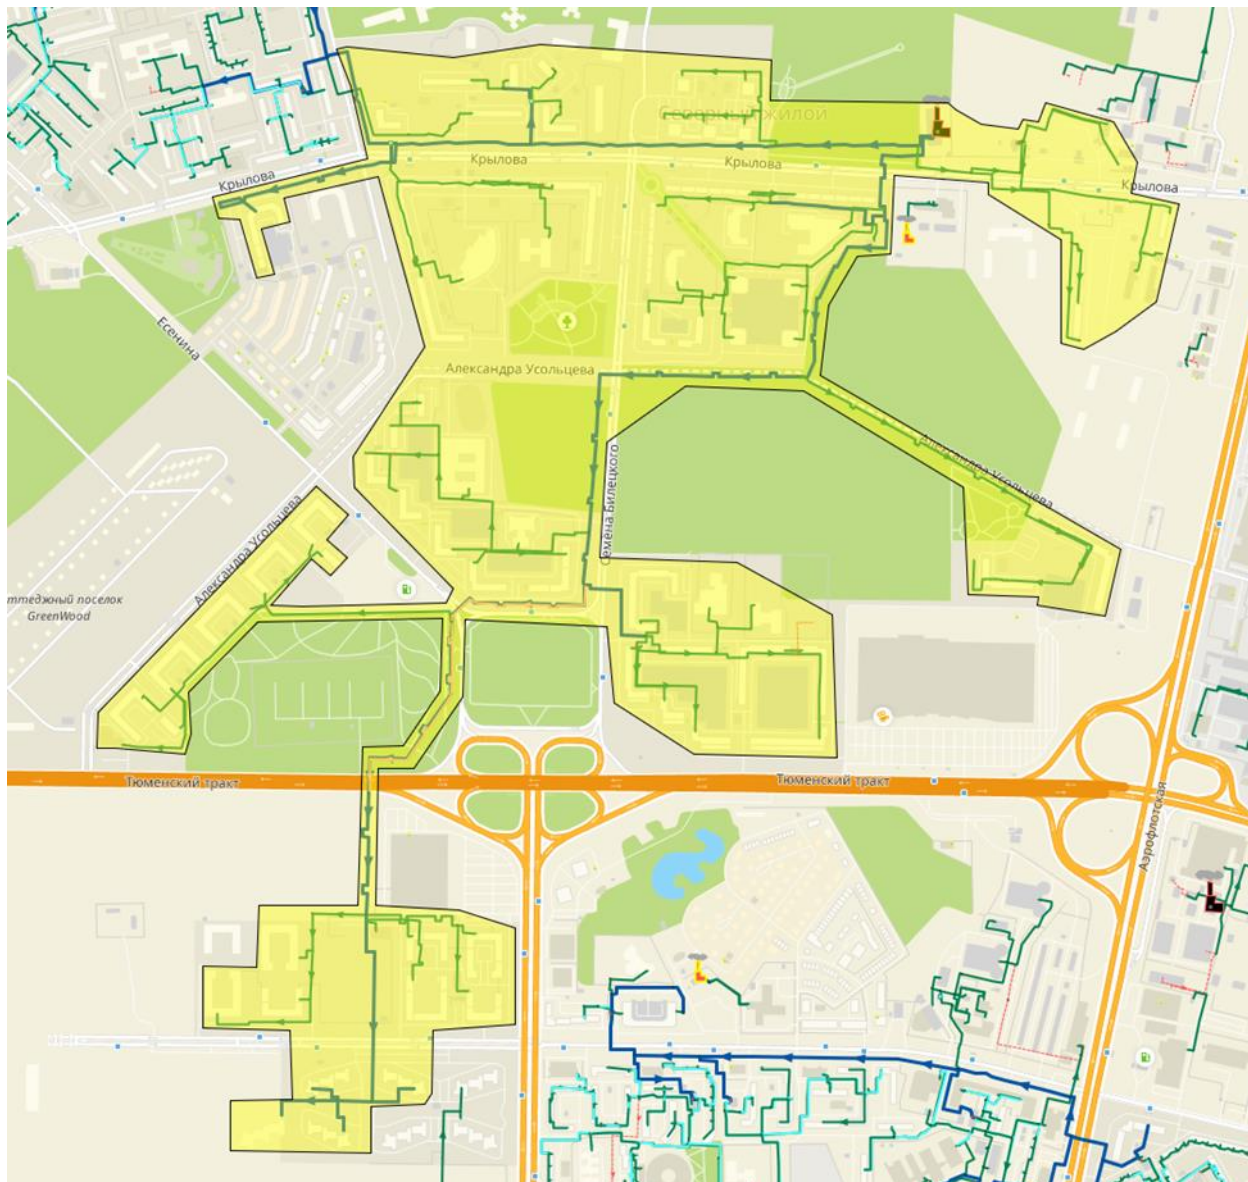 Северный жилой
Крылова
Крылова
Крылова
Крылова
Есенина
Александра Усольцева
Александра Усольцева
Семена Билецкого
Александра Усольцева
ттеджный поселок
GreenWood
Тюменский тракт
Тюменский тракт
Аэрофлотская